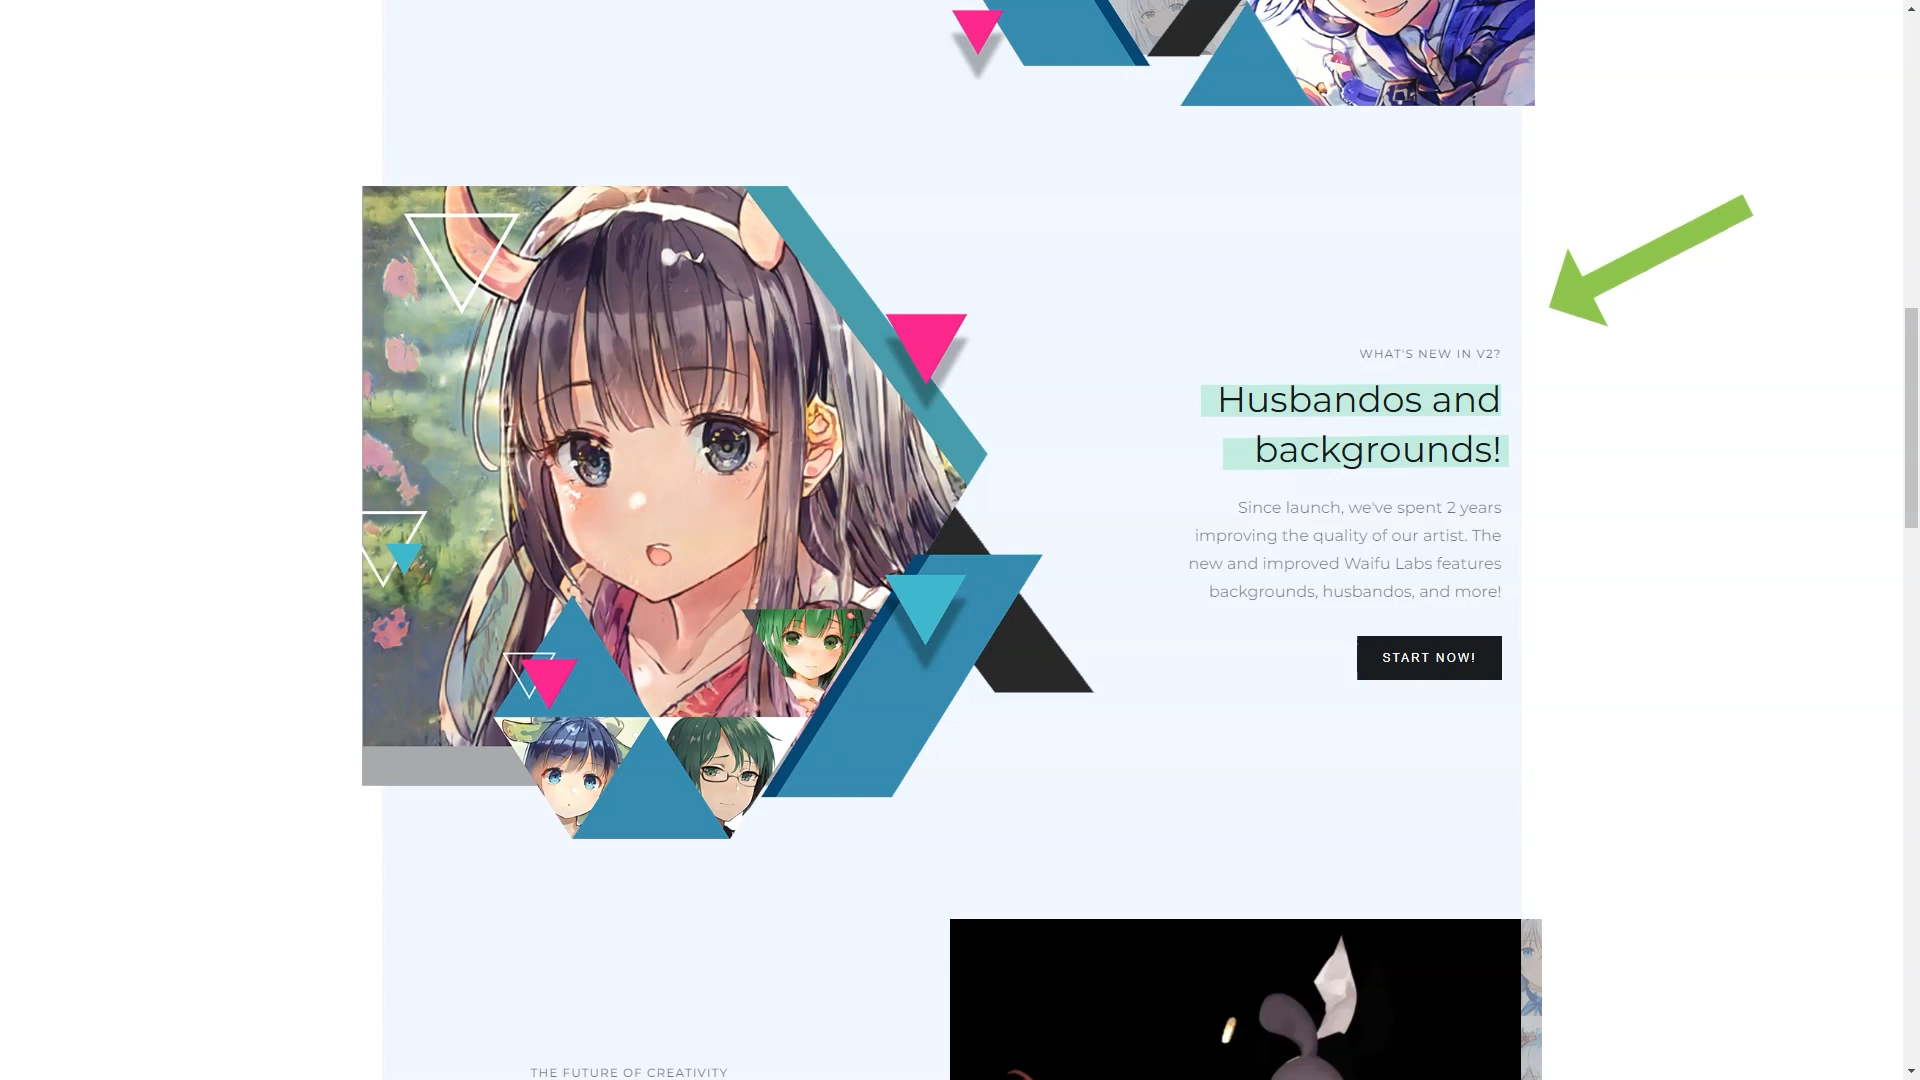 WHAT'S NEW IN V2?
Husbandos and
backgrounds!
Since launch, we've spent 2 years
improving the quality of our artist. The
new and improved Waifu Labs features
backgrounds, husbandos, and more!
START NOW!
THE FUTURE OF CREATIVITY